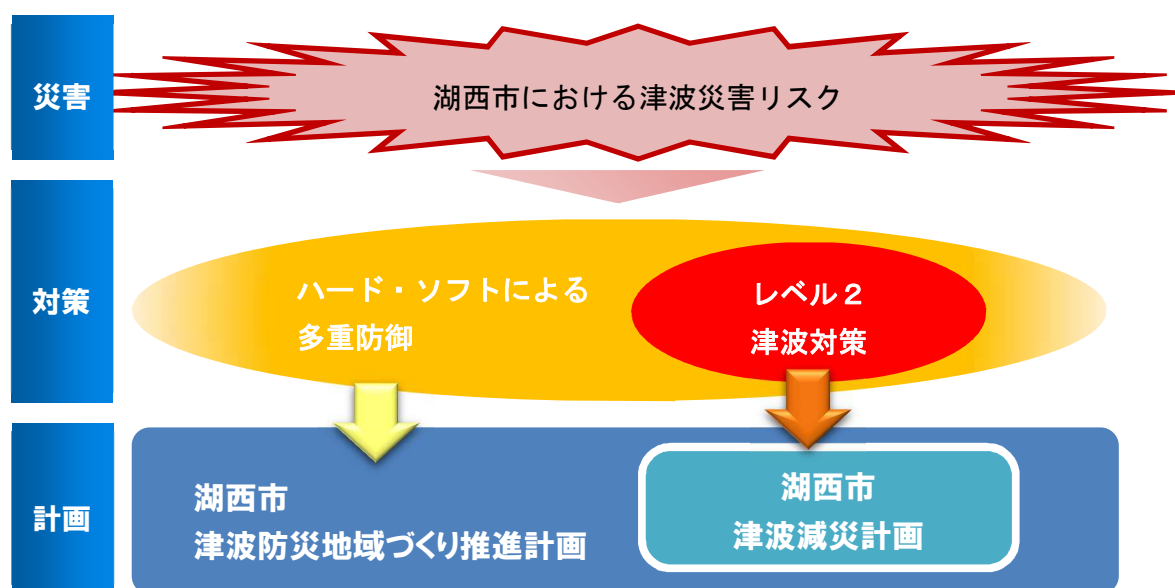 災害
湖西市における津波災害リスク
対策
ハード・ソフトによる
多重防御
レベル２
津波対策
計画
湖西市
津波防災地域づくり推進計画
湖西市
津波減災計画